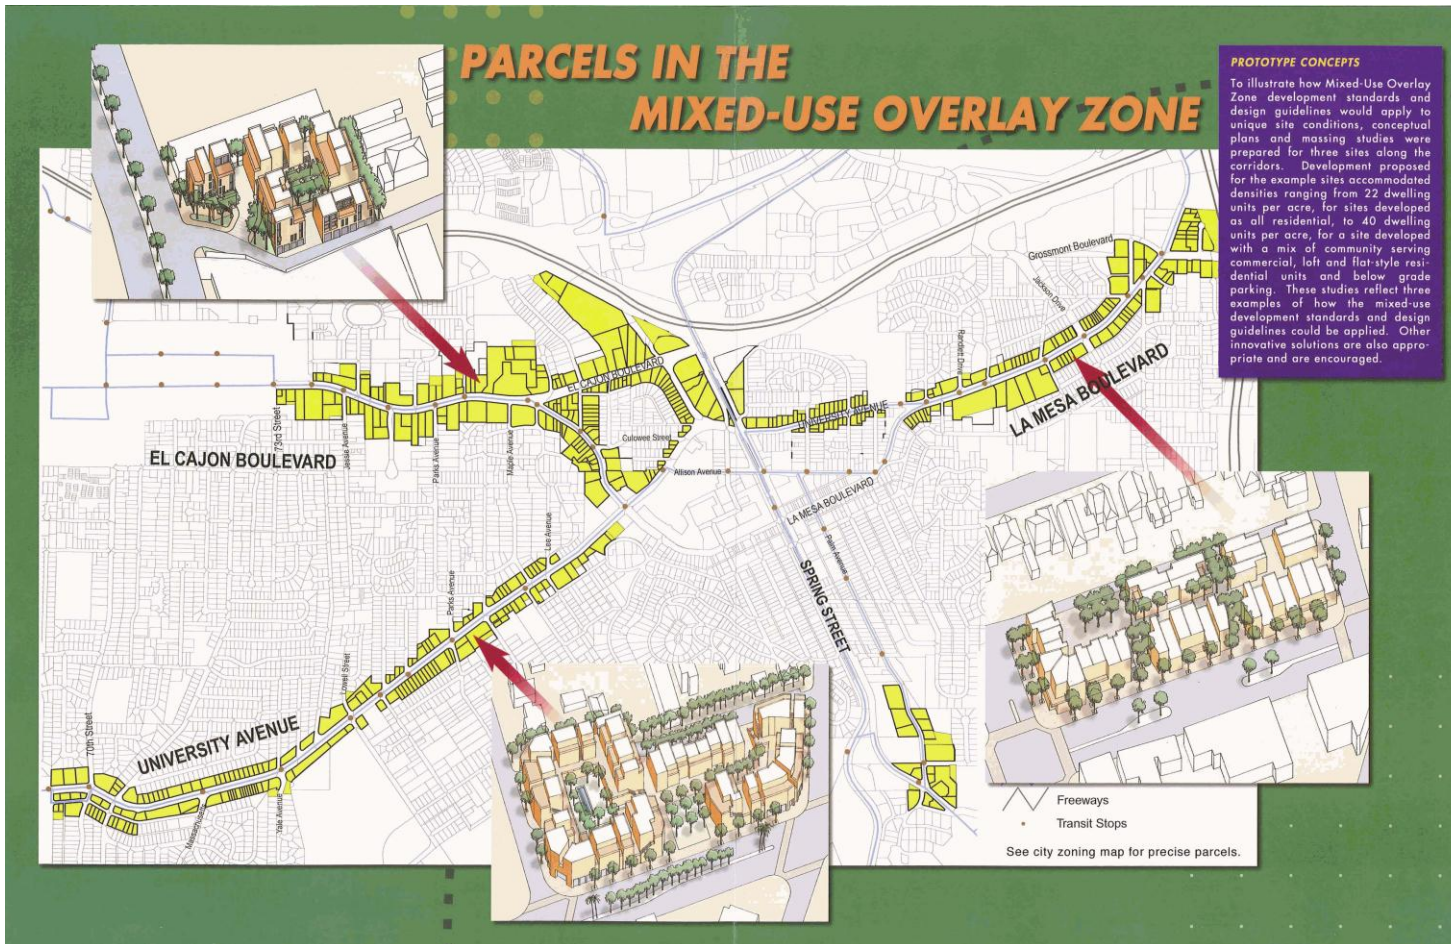 PARCELS IN THE
MIXED-USE OVERLAY ZONE
PROTOTYPE CONCEPTS
To illustrate how Mixed-Use Overlay
Zone development standards and
design guidelines would apply to
unique site conditions, conceptual
plans and massing studies were
prepared for three sites along the
corridors. Development proposed
for the example sites accommodated
densities ranging from 22 dwelling
units per acre, for sites developed
as all residential, to 40 dwelling
units per acre, for a site developed
with a mix of community serving
commercial, loft and flat-style resi-
dential units and below grade
parking. These studies reflect three
examples of how the mixed-use
development standards and design
guidelines could be applied. Other
innovative solutions are also appro-
priate and are encouraged.
Grossmont Boulevard
Jackson Drive
Randlett Drive
EL CAJON BOULEVARD
UNIVERSITY AVENUE
LA MESA BOULEVARD
73rd Street
Jessie Avenue
Parks Avenue
Maple Avenue
Culowee Street
EL CAJON BOULEVARD
Allison Avenue
LA MESA BOULEVARD
Palm Avenue
SPRING STREET
Lee Avenue
Parks Avenue
Lowell Street
70th Street
UNIVERSITY AVENUE
Massachusetts
Yale Avenue
Freeways
Transit Stops
See city zoning map for precise parcels.